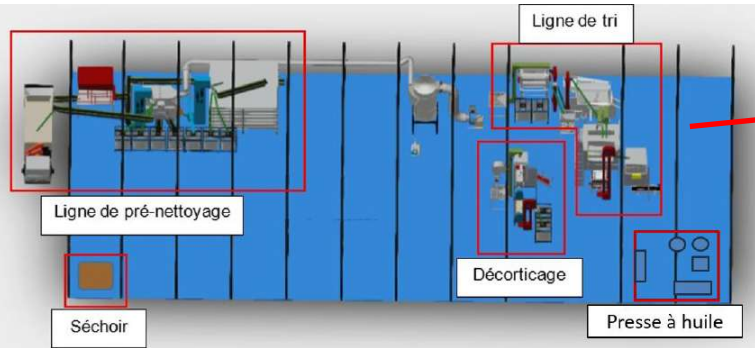 Ligne de tri
Ligne de pré-nettoyage
Décorticage
Séchoir
Presse à huile